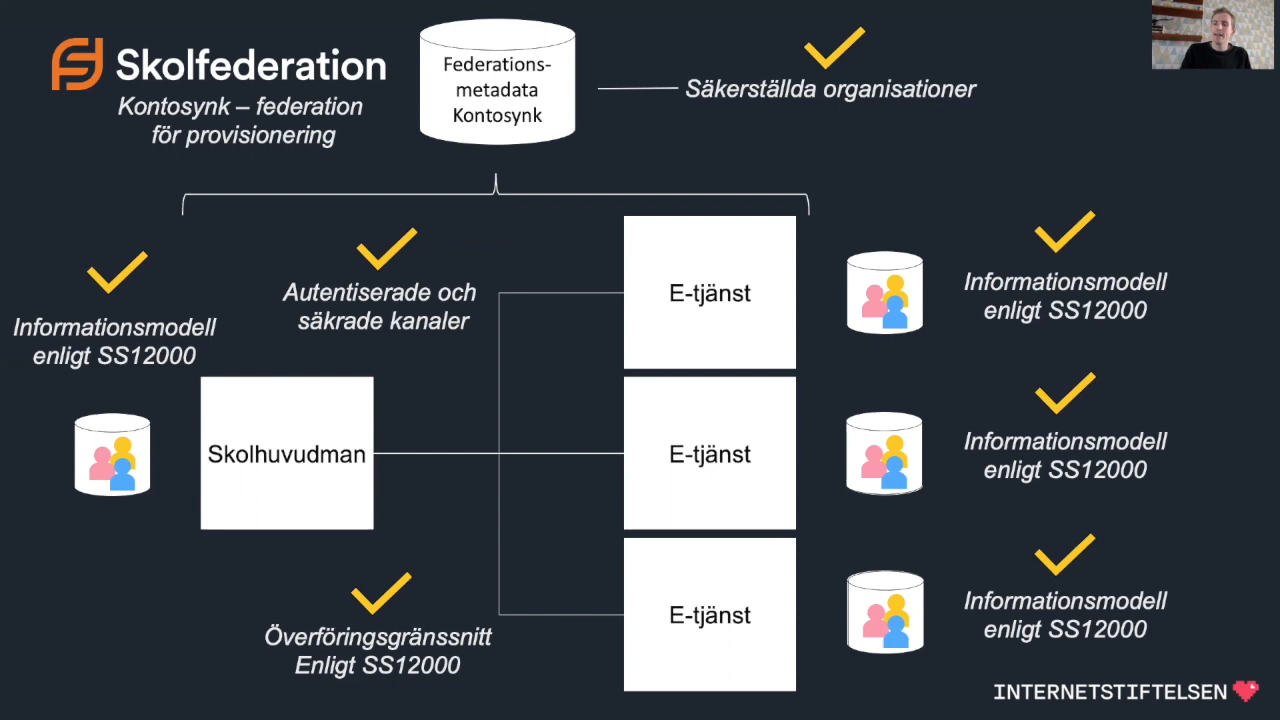 Skolfederation
Kontosynk – federation
för provisionering
Federations-
metadata
Kontosynk
Säkerställda organisationer
Informationsmodell
enligt SS12000
Autentiserade och
säkrade kanaler
Skolhuvudman
Överföringsgränssnitt
Enligt SS12000
E-tjänst
Informationsmodell
enligt SS12000
E-tjänst
Informationsmodell
enligt SS12000
E-tjänst
Informationsmodell
enligt SS12000
INTERNETSTIFTELSEN